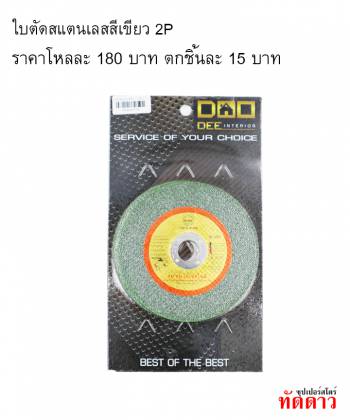 ใบตัดสแตนเลสสีเขียว 2P
ราคาโหลละ 180 บาท ตกชิ้นละ 15 บาท
DEE INTERIOR
SERVICE OF YOUR CHOICE
BEST OF THE BEST
ซุปเปอร์สโตร์
ทัดดาว